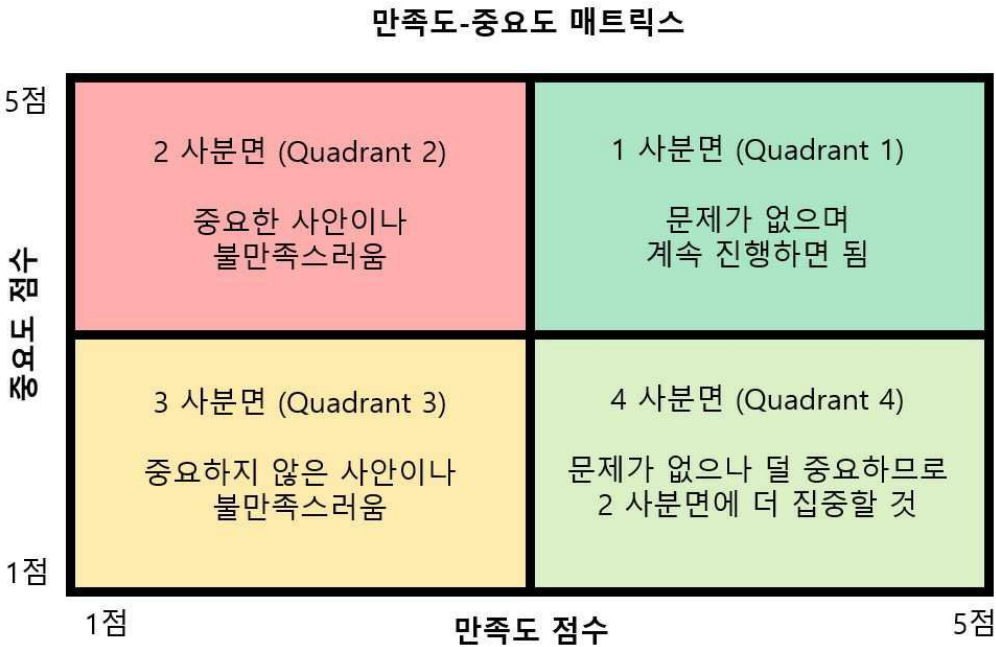 만족도-중요도 매트릭스
5점
2 사분면 (Quadrant 2)
중요한 사안이나
불만족스러움
1 사분면 (Quadrant 1)
문제가 없으며
계속 진행하면 됨
중요도 점수
3 사분면 (Quadrant 3)
중요하지 않은 사안이나
불만족스러움
4 사분면 (Quadrant 4)
문제가 없으나 덜 중요하므로
2 사분면에 더 집중할 것
1점
1점
만족도 점수
5점